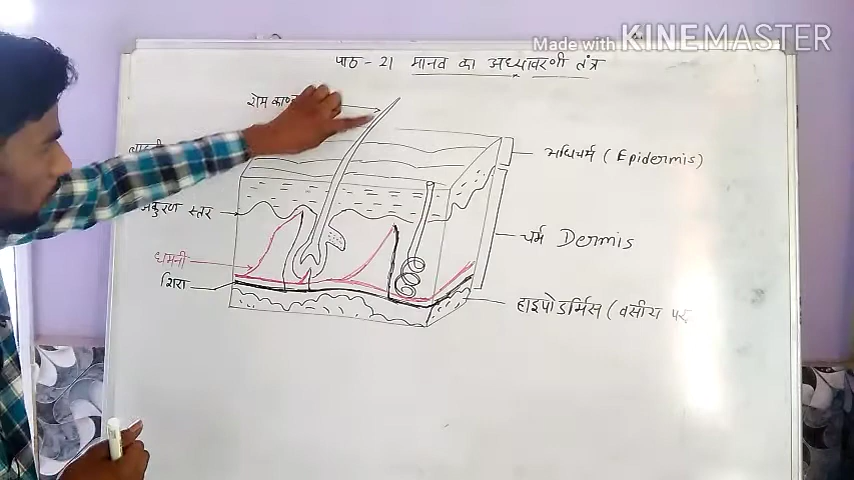 Made with KINEMASTER
पाठ - 21 मानव का अध्यावरणी तंत्र
रोम
अधिचर्म (Epidermis)
अंकुरण स्तर
चर्म Dermis
धमनी
शिरा
हाइपोडर्मिस (वसीय